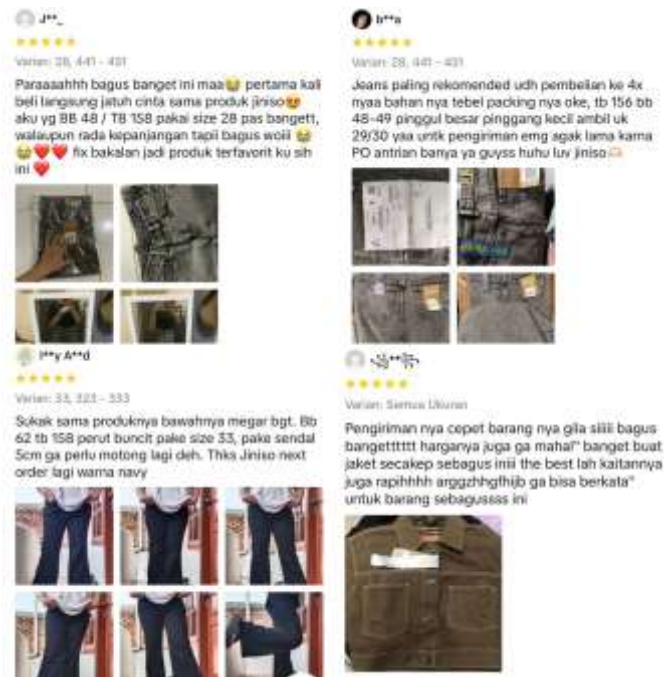 J**_
Varian: 28, 441 - 451
Paraaaahhh bagus banget ini maa😭 pertama kali
beli langsung jatuh cinta sama produk jiniso😍
aku yg BB 48 / TB 158 pakai size 28 pas bangett,
walaupun rada kepanjangan tapii bagus woiii 😭
😭❤️❤️ fix bakalan jadi produk terfavorit ku sih
ini ❤️
I**y A**d
Varian: 33, 323 - 333
Sukak sama produknya bawahnya megar bgt. Bb
62 tb 158 perut buncit pake size 33, pake sendal
5cm ga perlu motong lagi deh. Thks Jiniso next
order lagi warna navy
b**a
Varian: 28, 441 - 451
Jeans paling rekomended udh pembelian ke 4x
nyaa bahan nya tebel packing nya oke, tb 156 bb
48-49 pinggul besar pinggang kecil ambil uk
29/30 yaa untk pengiriman emg agak lama karna
PO antrian banya ya guyss huhu luv jiniso
Varian: Semua Ukuran
Pengiriman nya cepet barang nya gila siiii bagus
bangetttttt harganya juga ga mahal" banget buat
jaket secakep sebagus iniii the best lah kaitannya
juga rapihhhh arggzhhgfhijb ga bisa berkata"
untuk barang sebagussss ini